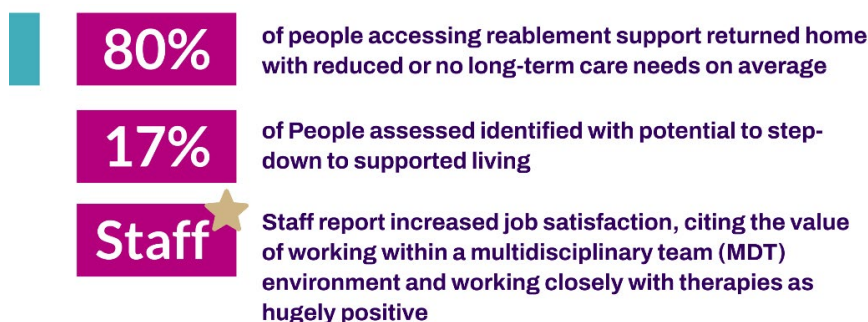 80%
of people accessing reablement support returned home
with reduced or no long-term care needs on average
17%
of People assessed identified with potential to step-
down to supported living
Staff
Staff report increased job satisfaction, citing the value
of working within a multidisciplinary team (MDT)
environment and working closely with therapies as
hugely positive